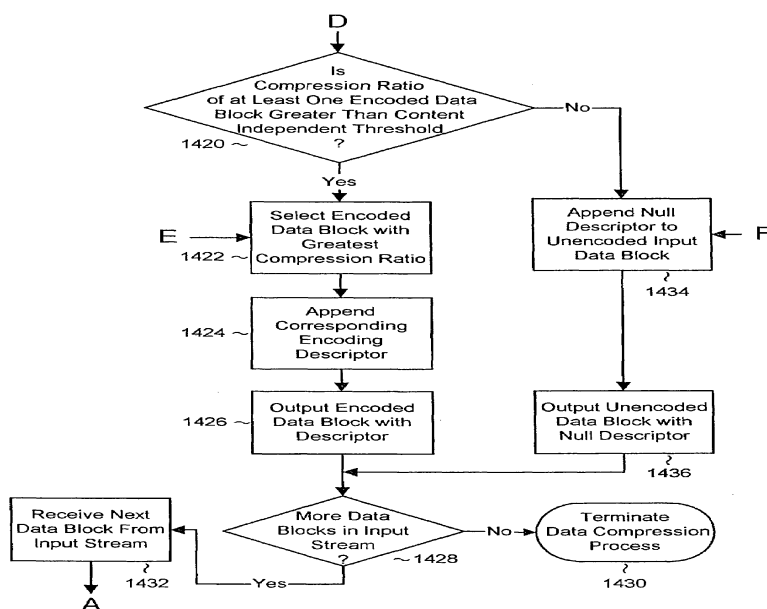 D
Is
Compression Ratio
of at Least One Encoded Data
Block Greater Than Content
Independent Threshold
?
1420
No
Yes
E
Select Encoded
Data Block with
Greatest
Compression Ratio
1422
Append Null
Descriptor to
Unencoded Input
Data Block
F
1434
Append
Corresponding
Encoding
Descriptor
1424
Output Encoded
Data Block with
Descriptor
1426
Output Unencoded
Data Block with
Null Descriptor
1436
Receive Next
Data Block From
Input Stream
1432
A
More Data
Blocks in Input
Stream
?
1428
Yes
No
Terminate
Data Compression
Process
1430